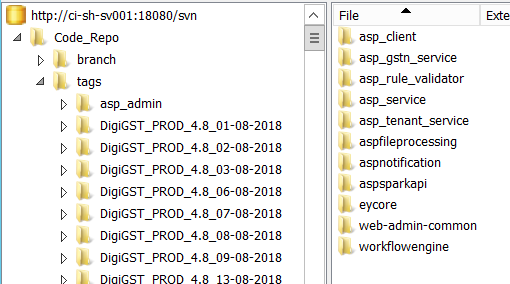 http://ci-sh-sv001:18080/svn
Code_Repo
branch
tags
asp_admin
DigiGST_PROD_4.8_01-08-2018
DigiGST_PROD_4.8_02-08-2018
DigiGST_PROD_4.8_03-08-2018
DigiGST_PROD_4.8_06-08-2018
DigiGST_PROD_4.8_07-08-2018
DigiGST_PROD_4.8_08-08-2018
DigiGST_PROD_4.8_09-08-2018
DigiGST_PROD_4.8_13-08-2018
File Exte
asp_client
asp_gstn_service
asp_rule_validator
asp_service
asp_tenant_service
aspfileprocessing
aspnotification
aspsparkapi
eycore
web-admin-common
workflowengine